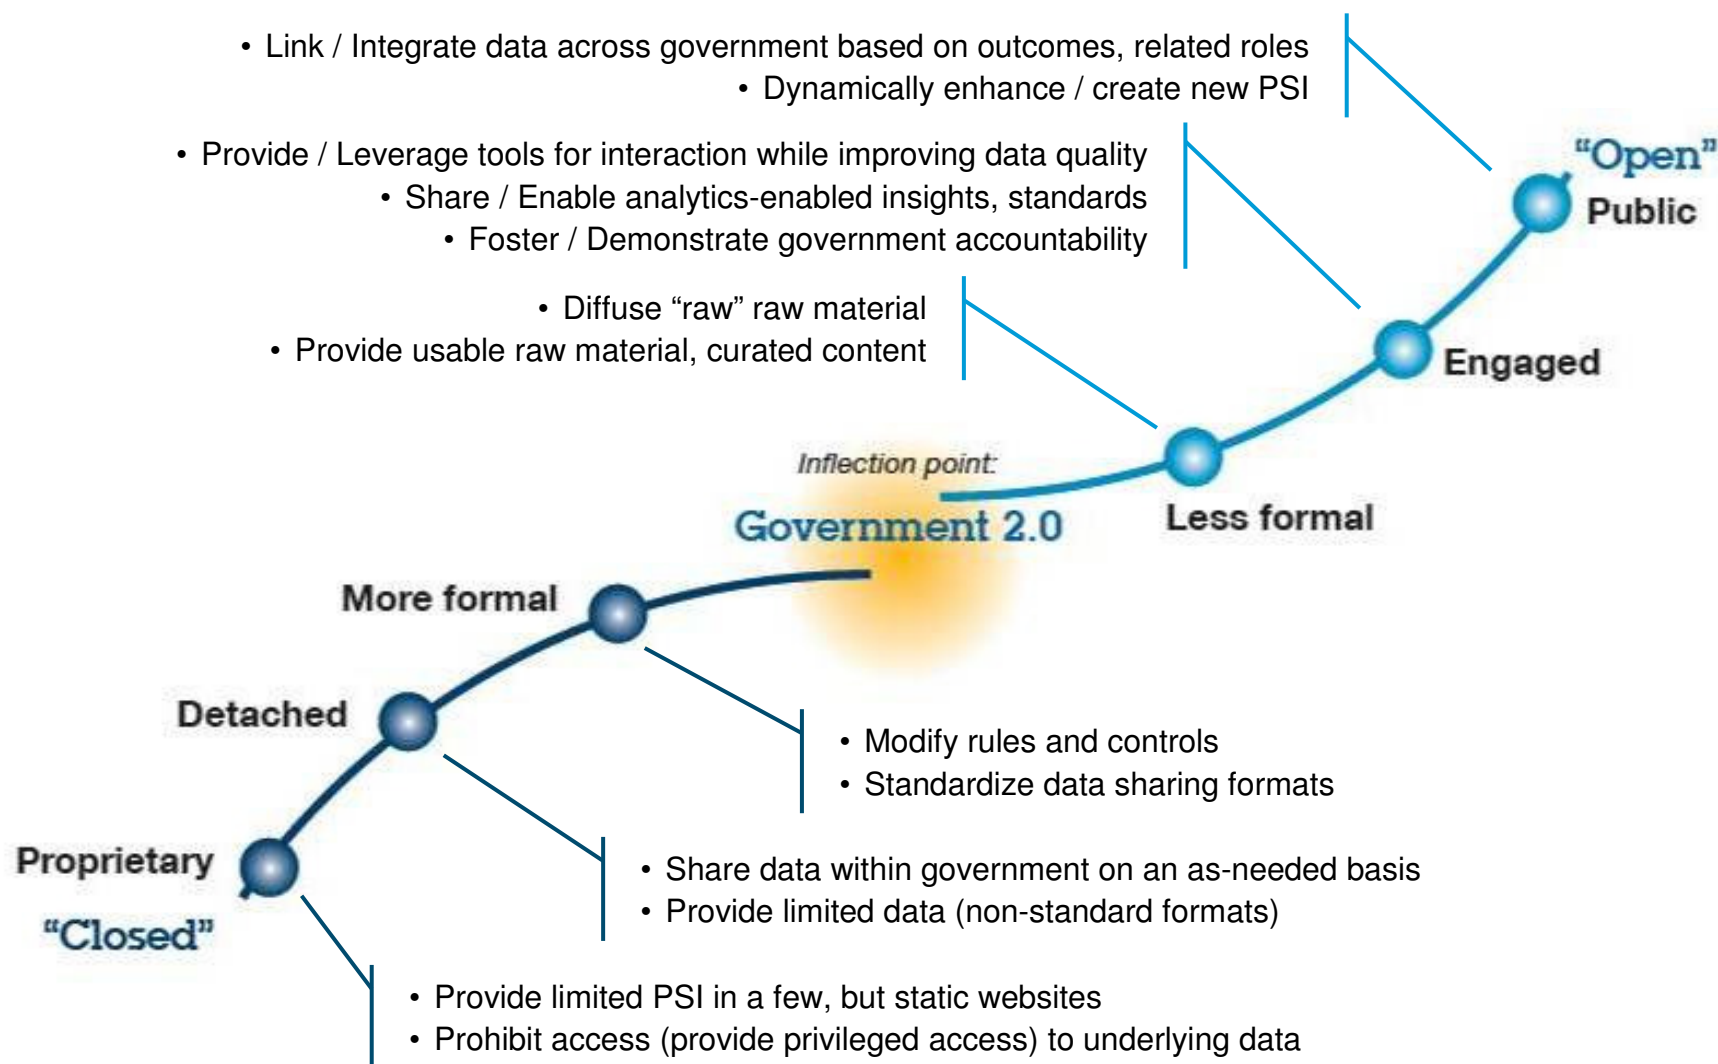 • Link / Integrate data across government based on outcomes, related roles
• Dynamically enhance / create new PSI
“Open”
Public
• Provide / Leverage tools for interaction while improving data quality
• Share / Enable analytics-enabled insights, standards
• Foster / Demonstrate government accountability
Engaged
• Diffuse “raw” raw material
• Provide usable raw material, curated content
Less formal
Inflection point:
Government 2.0
More formal
• Modify rules and controls
• Standardize data sharing formats
Detached
• Share data within government on an as-needed basis
• Provide limited data (non-standard formats)
Proprietary
“Closed”
• Provide limited PSI in a few, but static websites
• Prohibit access (provide privileged access) to underlying data